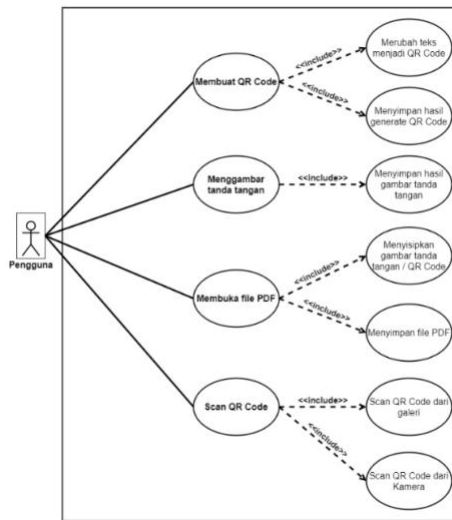 <<include>>
Merubah teks
menjadi QR Code
Membuat QR Code
<<include>>
Menyimpan hasil
generate QR Code
Menggambar
tanda tangan
<<include>>
Menyimpan hasil
gambar tanda
tangan
Pengguna
<<include>>
Menyisipkan
gambar tanda
tangan / QR Code
Membuka file PDF
<<include>>
Menyimpan file PDF
Scan QR Code
<<include>>
Scan QR Code dari
galeri
<<include>>
Scan QR Code dari
Kamera